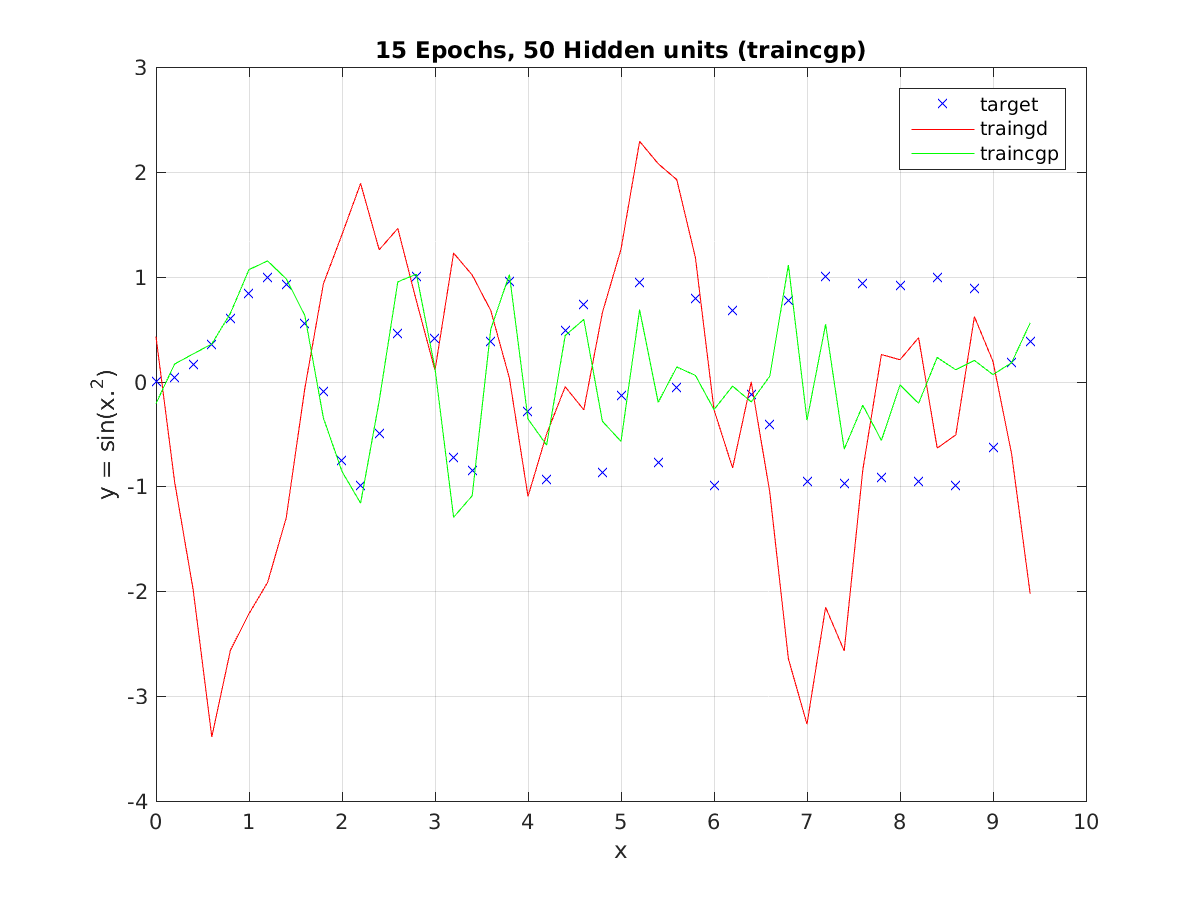 15 Epochs, 50 Hidden units (traincgp)
target
traingd
traincgp
3
2
1
0
-1
-2
-3
-4
y = sin(x.²)
0 1 2 3 4 5 6 7 8 9 10
x